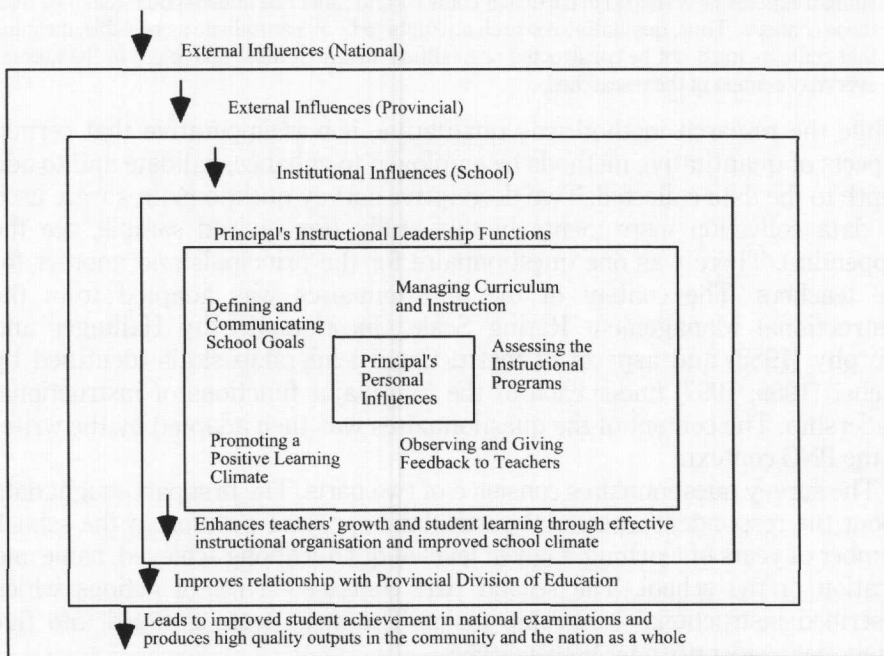 External Influences (National)
External Influences (Provincial)
Institutional Influences (School)
Principal's Instructional Leadership Functions
Defining and
Communicating
School Goals
Managing Curriculum
and Instruction
Principal's
Personal
Influences
Assessing the
Instructional
Programs
Promoting a
Positive Learning
Climate
Observing and Giving
Feedback to Teachers
Enhances teachers' growth and student learning through effective
instructional organisation and improved school climate
Improves relationship with Provincial Division of Education
Leads to improved student achievement in national examinations and
produces high quality outputs in the community and the nation as a whole